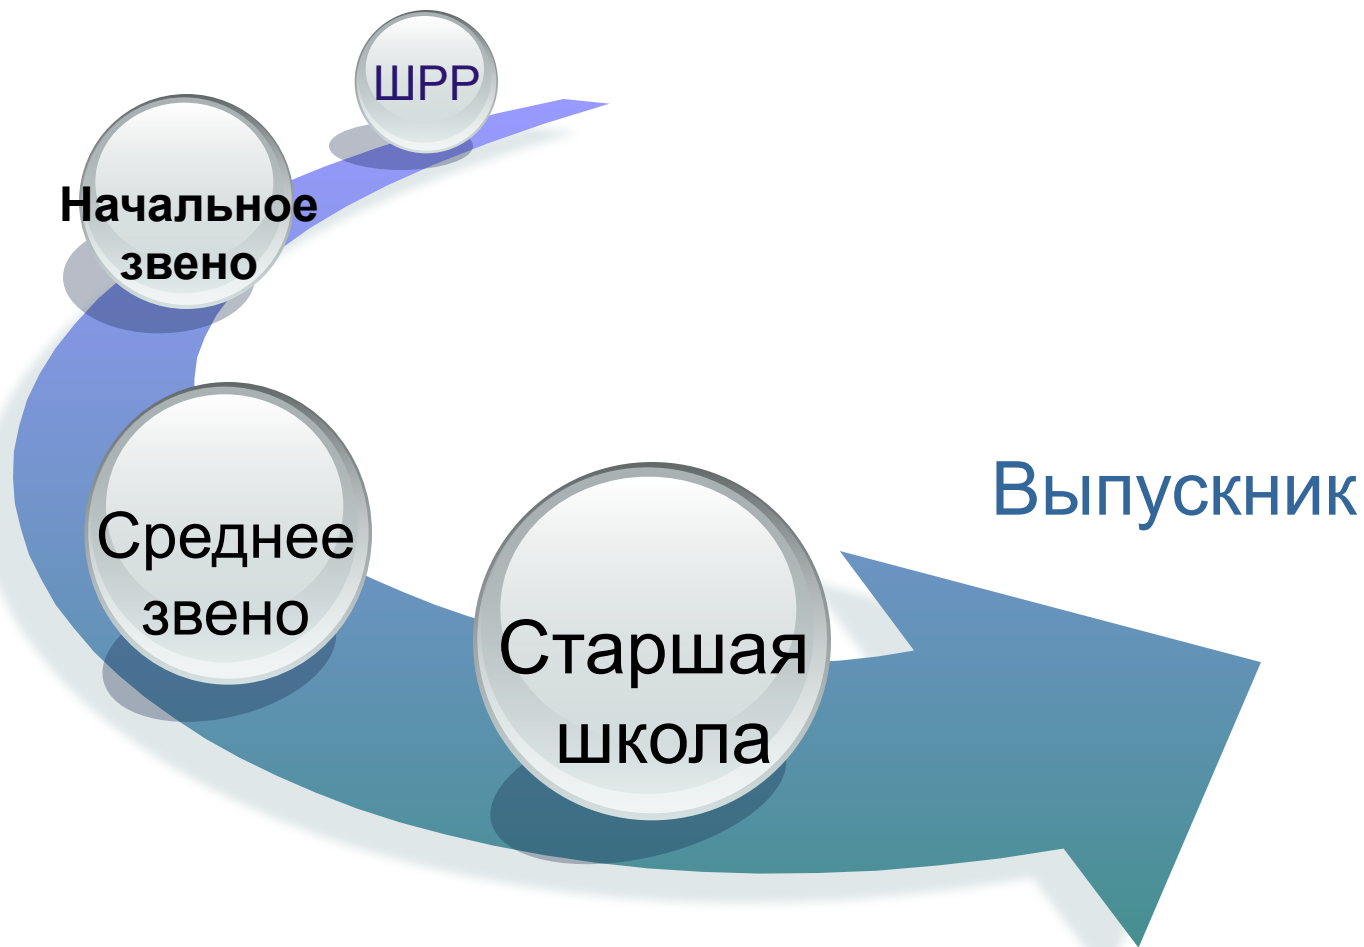 ШРР
Начальное
звено
Среднее
звено
Старшая
школа
Выпускник